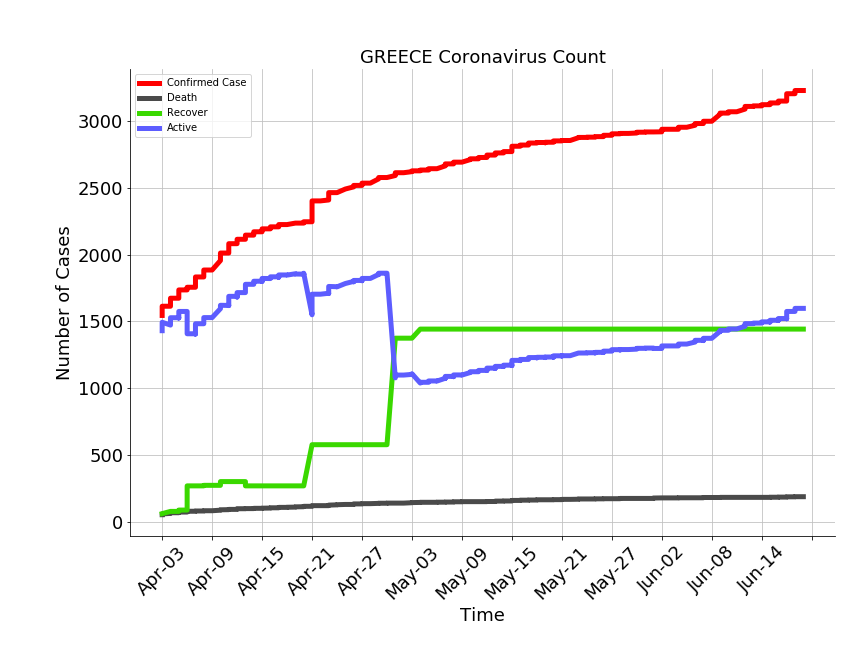 GREECE Coronavirus Count
Confirmed Case
Death
Recover
Active
Number of Cases
3000
2500
2000
1500
1000
500
0
Apr-03
Apr-09
Apr-15
Apr-21
Apr-27
May-03
May-09
May-15
May-21
May-27
Jun-02
Jun-08
Jun-14
Time